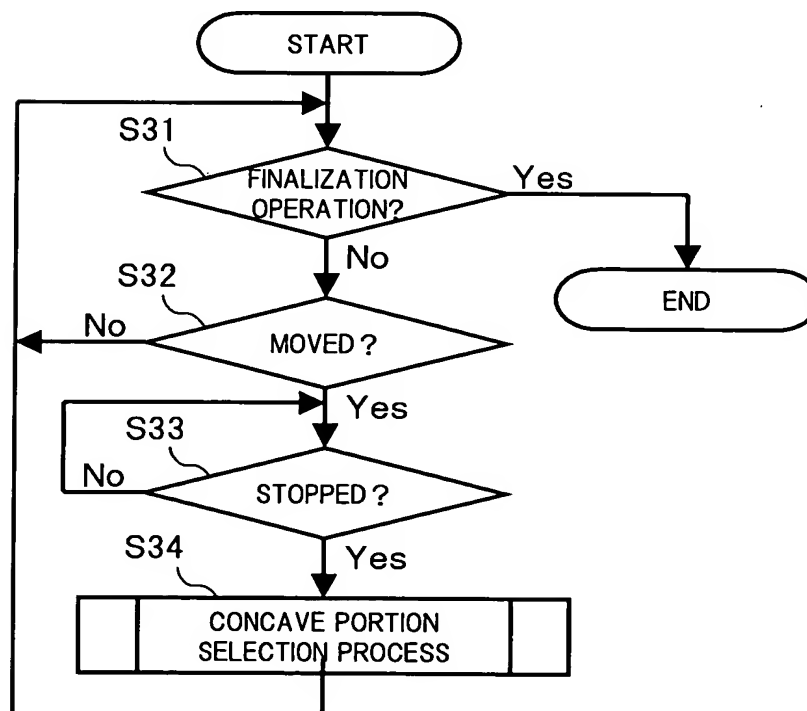 START
S31
FINALIZATION
OPERATION?
Yes
No
END
S32
No
MOVED?
Yes
S33
No
STOPPED?
Yes
S34
CONCAVE PORTION
SELECTION PROCESS